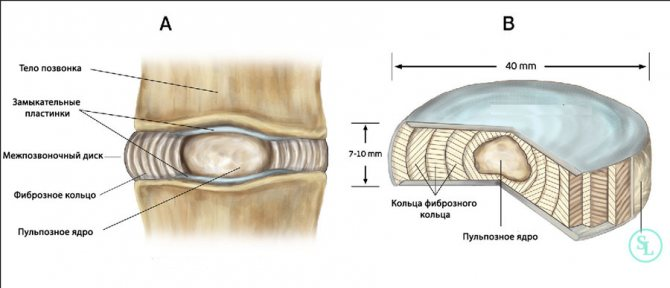 A
B
Тело позвонка
Замыкательные
пластинки
Межпозвоночный диск
Фиброзное кольцо
Пульпозное ядро
40 mm
7-10 mm
Кольца фиброзного
кольца
Пульпозное ядро
SL